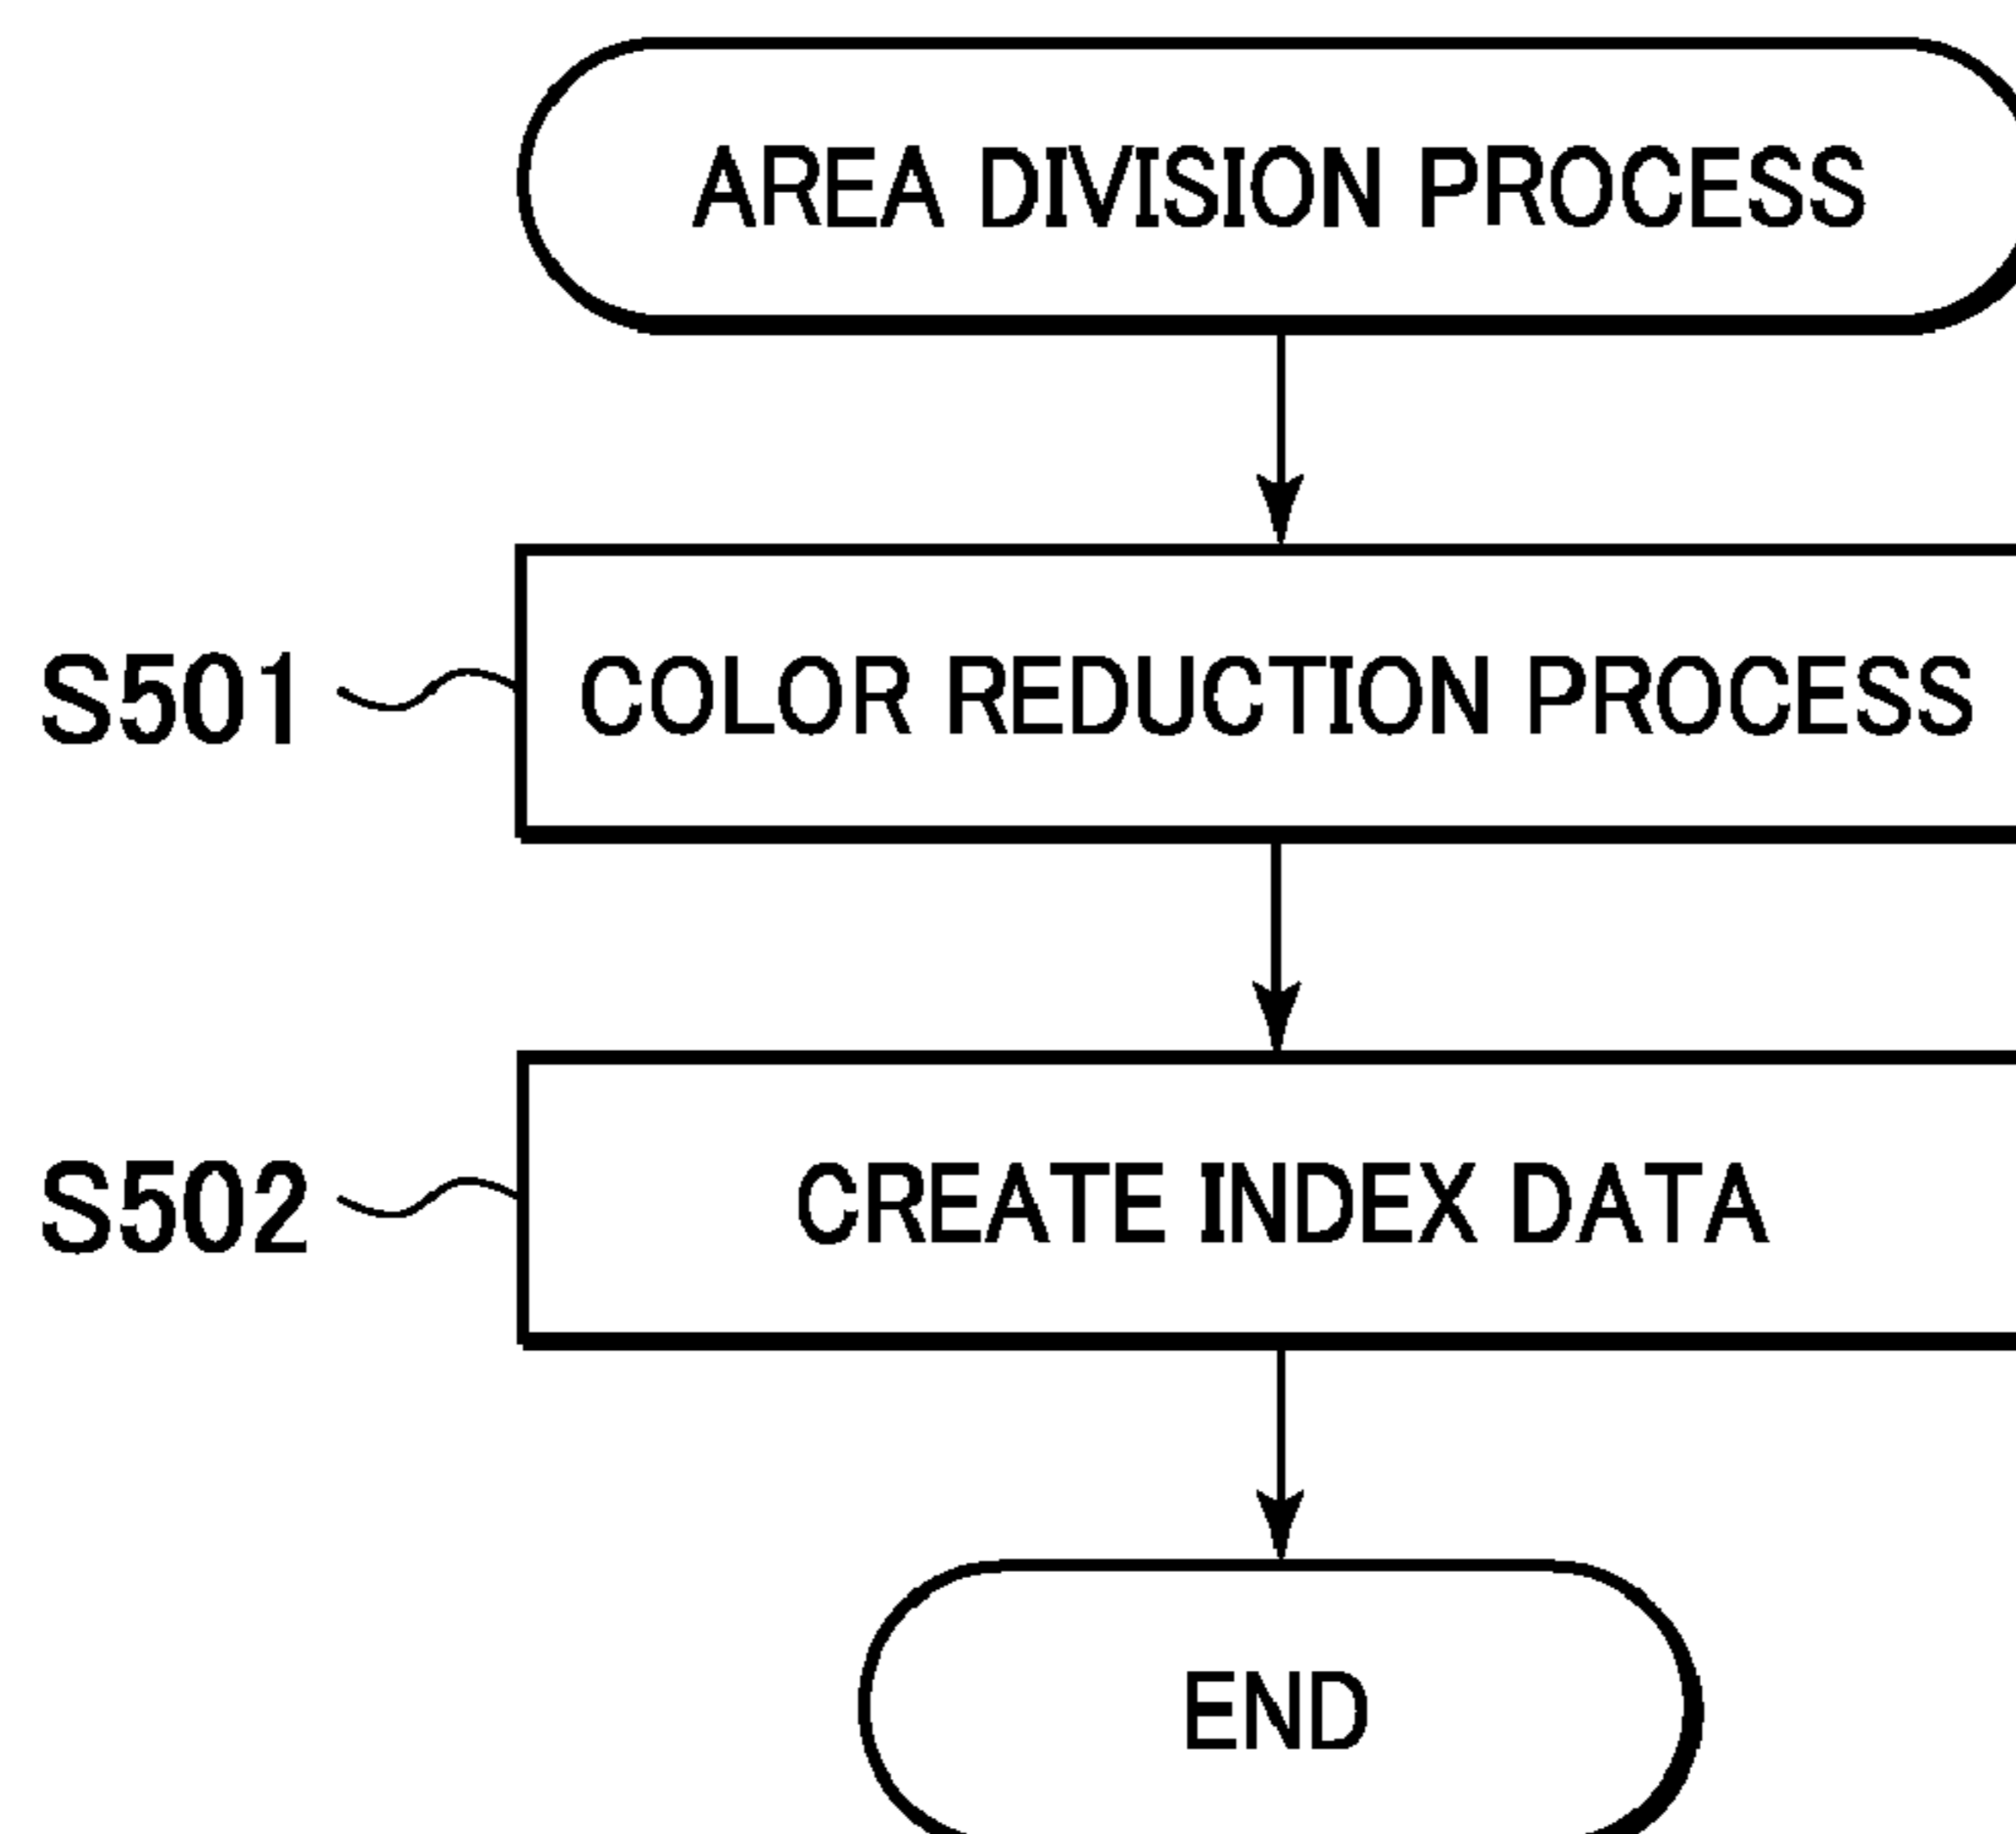 AREA DIVISION PROCESS
S501 COLOR REDUCTION PROCESS
S502 CREATE INDEX DATA
END